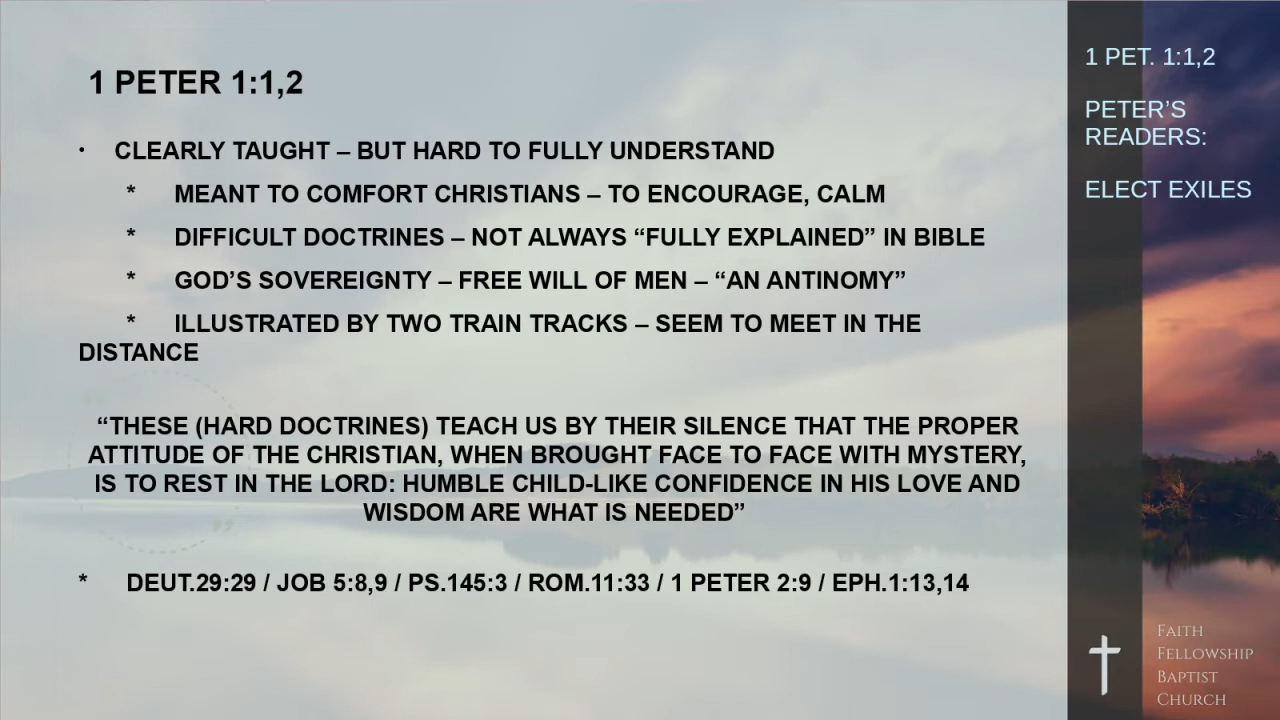 1 PETER 1:1,2
• CLEARLY TAUGHT – BUT HARD TO FULLY UNDERSTAND
* MEANT TO COMFORT CHRISTIANS – TO ENCOURAGE, CALM
* DIFFICULT DOCTRINES – NOT ALWAYS “FULLY EXPLAINED” IN BIBLE
* GOD’S SOVEREIGNTY – FREE WILL OF MEN – “AN ANTINOMY”
* ILLUSTRATED BY TWO TRAIN TRACKS – SEEM TO MEET IN THE
DISTANCE
“THESE (HARD DOCTRINES) TEACH US BY THEIR SILENCE THAT THE PROPER
ATTITUDE OF THE CHRISTIAN, WHEN BROUGHT FACE TO FACE WITH MYSTERY,
IS TO REST IN THE LORD: HUMBLE CHILD-LIKE CONFIDENCE IN HIS LOVE AND
WISDOM ARE WHAT IS NEEDED”
* DEUT.29:29 / JOB 5:8,9 / PS.145:3 / ROM.11:33 / 1 PETER 2:9 / EPH.1:13,14
1 PET. 1:1,2
PETER’S
READERS:
ELECT EXILES
FAITH
FELLOWSHIP
BAPTIST
CHURCH